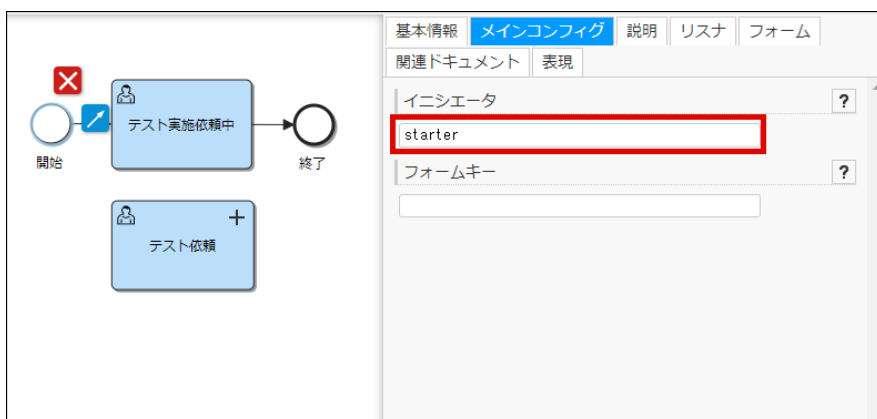 基本情報 メインコンフィグ 説明 リスナ フォーム
関連ドキュメント 表現
イニシエータ ?
starter
フォームキー ?
テスト実施依頼中
開始
終了
+
テスト依頼